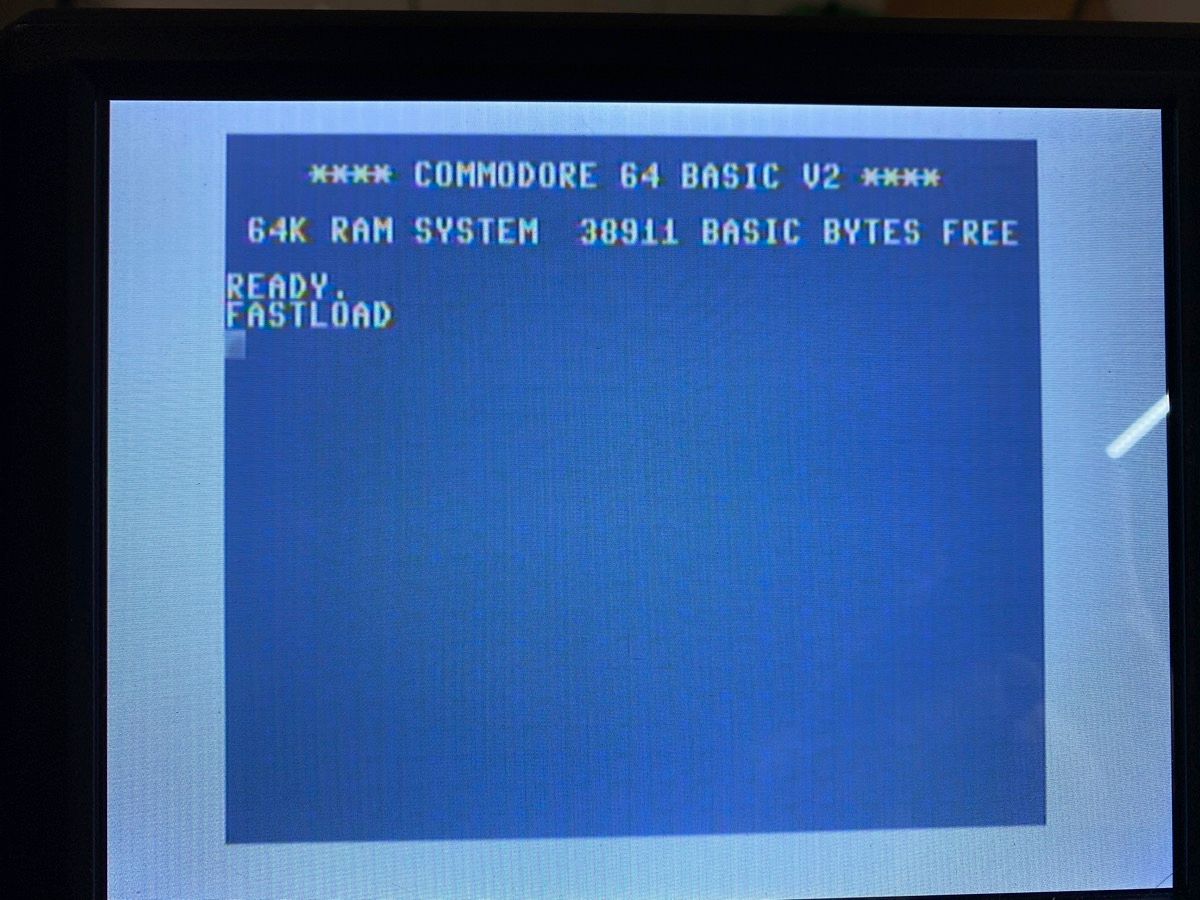 **** COMMODORE 64 BASIC V2 ****
64K RAM SYSTEM  38911 BASIC BYTES FREE
READY.
FASTLOAD